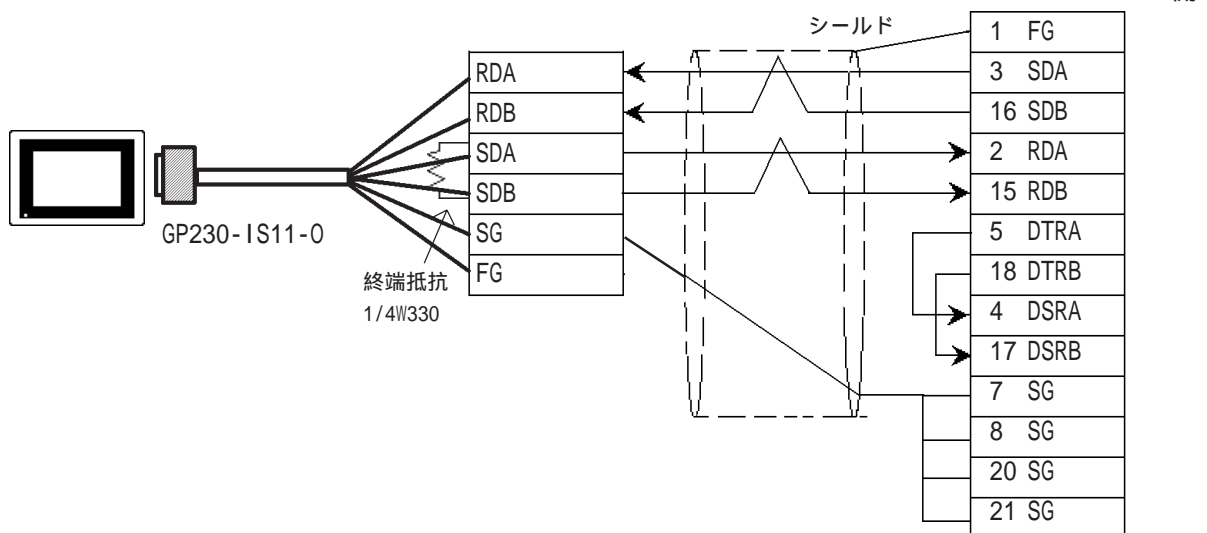 シールド
1 FG
RDA
3 SDA
RDB
16 SDB
SDA
2 RDA
SDB
15 RDB
GP230-IS11-O
SG
5 DTRA
終端抵抗
FG
18 DTRB
1/4W330
4 DSRA
17 DSRB
7 SG
8 SG
20 SG
21 SG